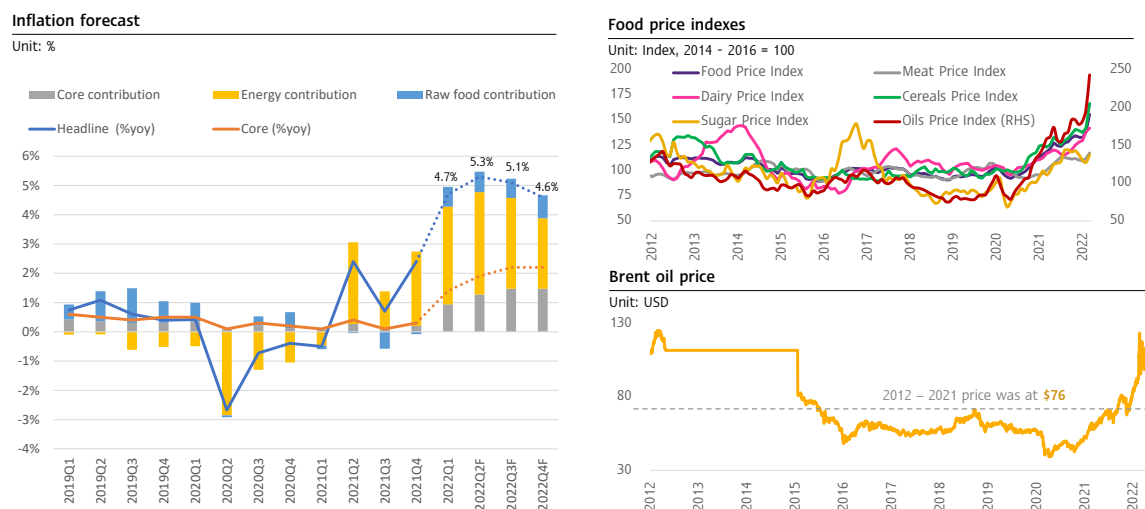 Inflation forecast
Unit: %
Core contribution
Energy contribution
Raw food contribution
Headline (%yoy)
Core (%yoy)
6%
5%
4%
3%
2%
1%
0%
-1%
-2%
-3%
-4%
4.7%
5.3%
5.1%
4.6%
2019Q1
2019Q2
2019Q3
2019Q4
2020Q1
2020Q2
2020Q3
2020Q4
2021Q1
2021Q2
2021Q3
2021Q4
2022Q1
2022Q2F
2022Q3F
2022Q4F
Food price indexes
Unit: Index, 2014 - 2016 = 100
Food Price Index
Meat Price Index
Dairy Price Index
Cereals Price Index
Sugar Price Index
Oils Price Index (RHS)
200
175
150
125
100
75
50
250
200
150
100
50
2012
2013
2014
2015
2016
2017
2018
2019
2020
2021
2022
Brent oil price
Unit: USD
130
80
30
2012 – 2021 price was at $76
2012
2013
2014
2015
2016
2017
2018
2019
2020
2021
2022